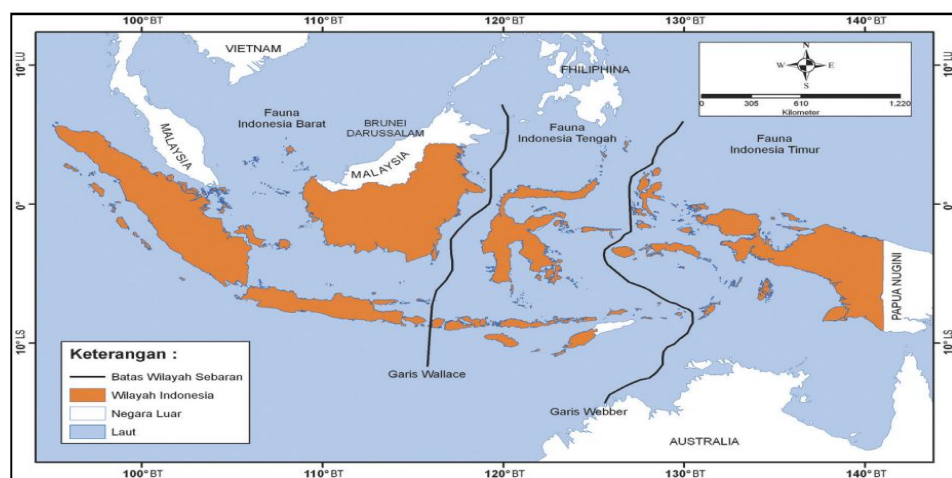 100°BT
110°BT
120°BT
130°BT
140°BT
10°LU
10°LU
VIETNAM
FHILIPHINA
N
W
E
S
0
305
610
1,220
Kilometer
Fauna
Indonesia Barat
BRUNEI
DARUSSALAM
Fauna
Indonesia Tengah
Fauna
Indonesia Timur
MALAYSIA
MALAYSIA
0°
0°
PAPUA NUGINI
10°LS
10°LS
Keterangan :
Batas Wilayah Sebaran
Wilayah Indonesia
Negara Luar
Laut
Garis Wallace
Garis Webber
AUSTRALIA
100°BT
110°BT
120°BT
130°BT
140°BT